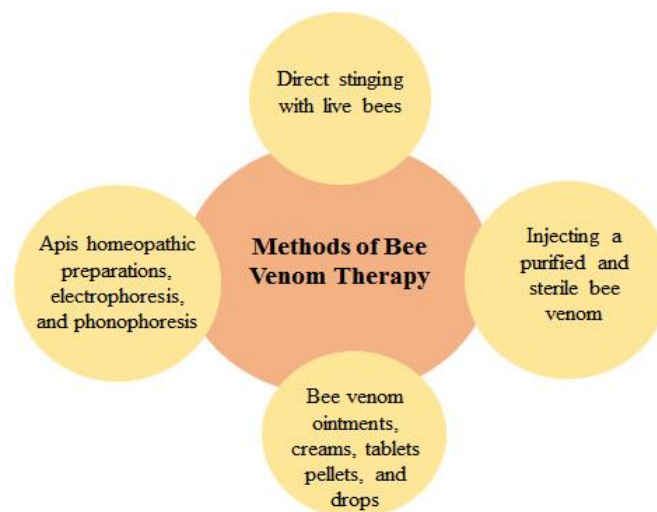 Direct stinging
with live bees
Methods of Bee
Venom Therapy
Apis homeopathic
preparations,
electrophoresis,
and phonophoresis
Injecting a
purified and
sterile bee
venom
Bee venom
ointments,
creams, tablets
pellets, and
drops